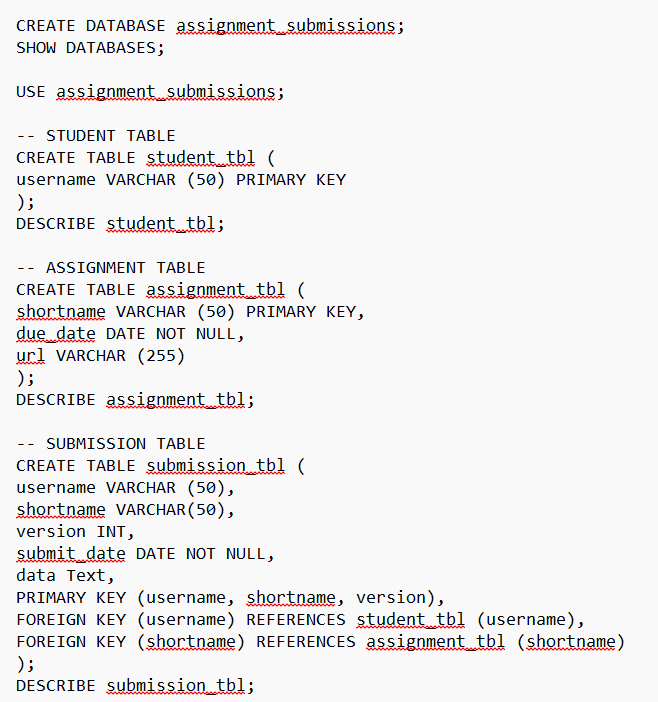 CREATE DATABASE assignment_submissions;
SHOW DATABASES;
USE assignment_submissions;
-- STUDENT TABLE
CREATE TABLE student_tbl (
username VARCHAR (50) PRIMARY KEY
);
DESCRIBE student_tbl;
-- ASSIGNMENT TABLE
CREATE TABLE assignment_tbl (
shortname VARCHAR (50) PRIMARY KEY,
due_date DATE NOT NULL,
url VARCHAR (255)
);
DESCRIBE assignment_tbl;
-- SUBMISSION TABLE
CREATE TABLE submission_tbl (
username VARCHAR (50),
shortname VARCHAR(50),
version INT,
submit_date DATE NOT NULL,
data Text,
PRIMARY KEY (username, shortname, version),
FOREIGN KEY (username) REFERENCES student_tbl (username),
FOREIGN KEY (shortname) REFERENCES assignment_tbl (shortname)
);
DESCRIBE submission_tbl;